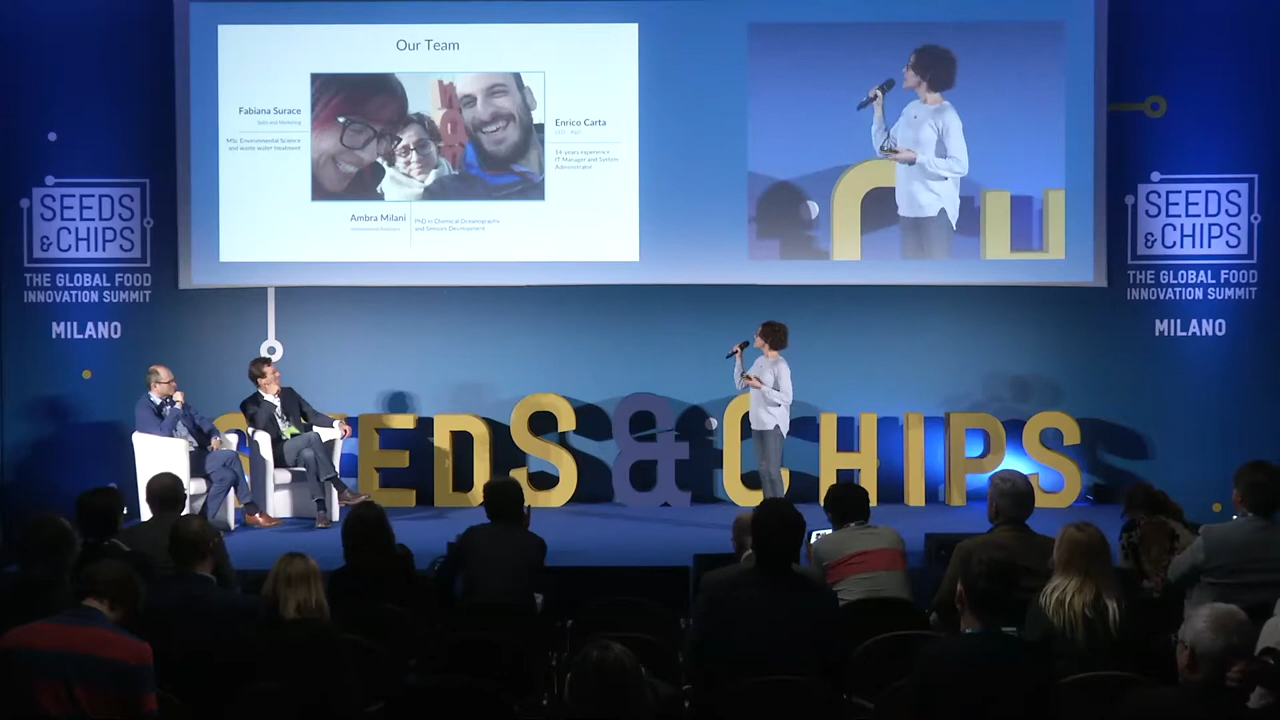 Our Team
Fabiana Surace
Sales and Marketing
MSc Environmental Science
and waste water treatment
Enrico Carta
14 years experience
IT Manager and System
Administrator
Ambra Milani
PhD in Chemical Oceanography
and Sensors Development
SEEDS
&CHIPS
THE GLOBAL FOOD
INNOVATION SUMMIT
MILANO
SEEDS
&CHIPS
THE GLOBAL FOOD
INNOVATION SUMMIT
MILANO
SEEDS & CHIPS